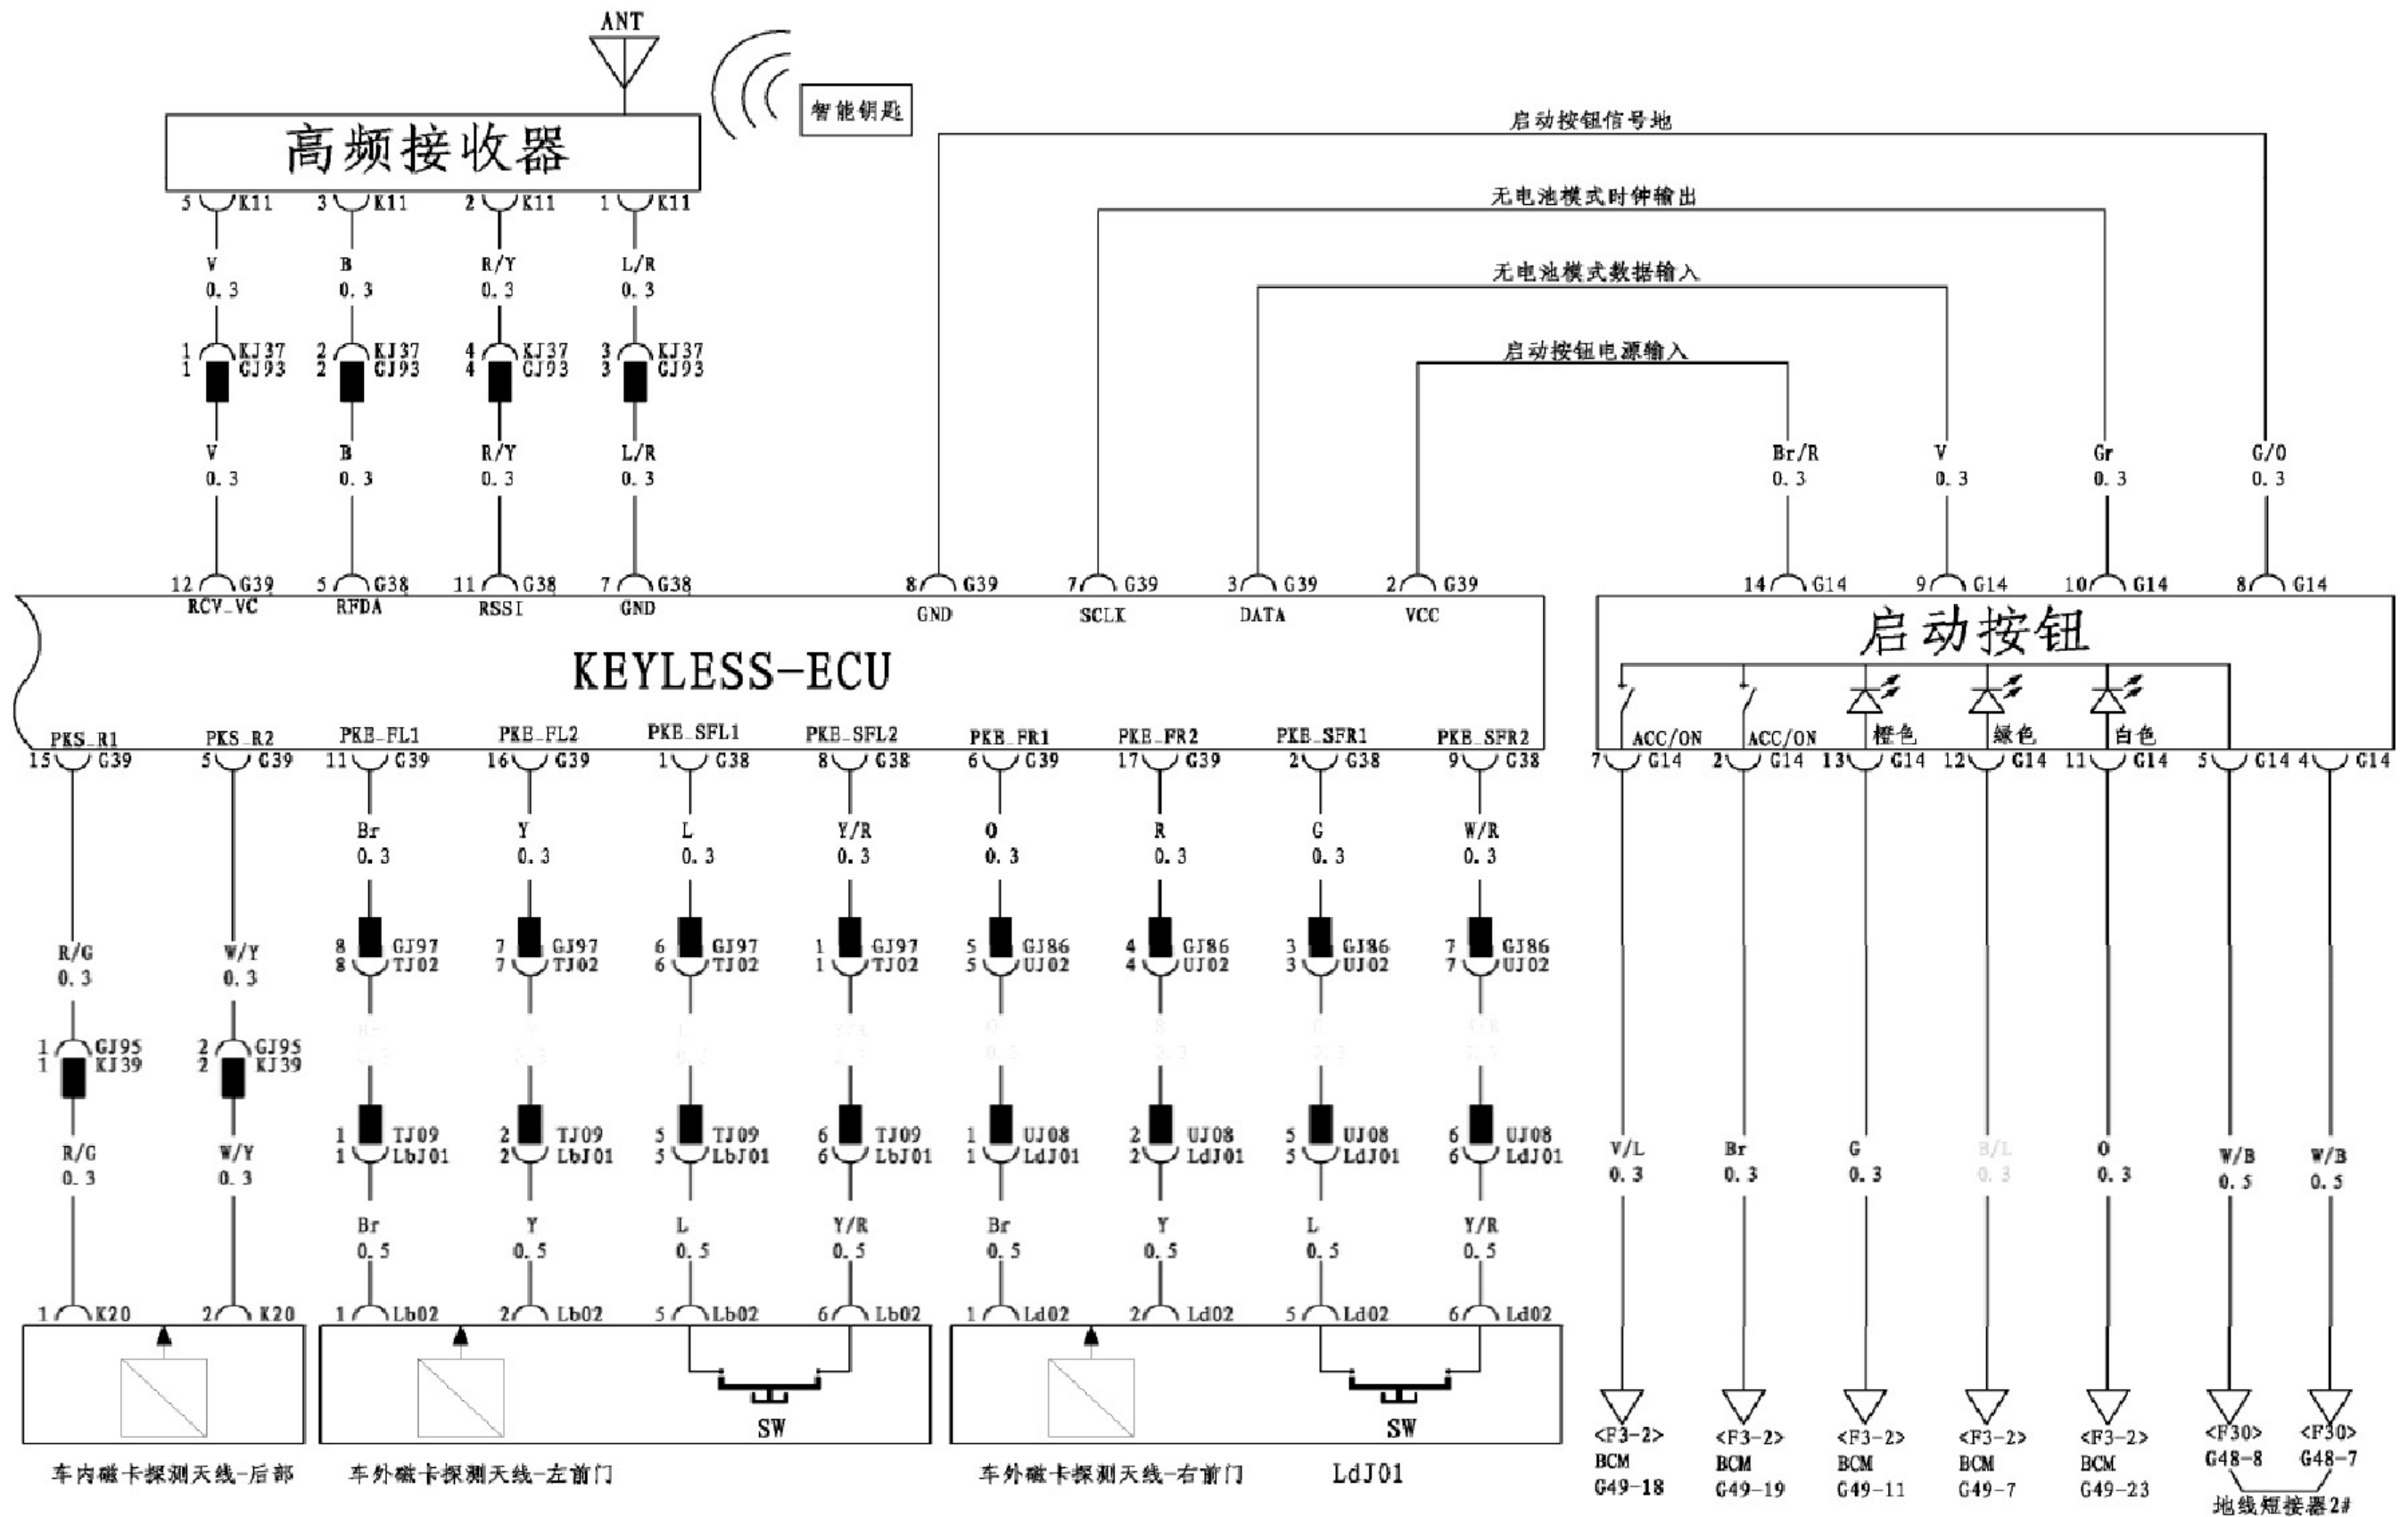 ANT
智能钥匙
高频接收器
启动按钮信号地
无电池模式时钟输出
无电池模式数据输入
启动按钮电源输入
5 K11 3 K11 2 K11 1 K11
V B R/Y L/R
0.3 0.3 0.3 0.3
1 KJ37 2 KJ37 4 KJ37 3 KJ37
1 GJ93 2 GJ93 4 GJ93 3 GJ93
V B R/Y L/R Br/R V Gr G/O
0.3 0.3 0.3 0.3 0.3 0.3 0.3 0.3
12 G39 5 G38 11 G38 7 G38 8 G39 7 G39 3 G39 2 G39 14 G14 9 G14 10 G14 8 G14
RCV_VC RFDA RSSI GND GND SCLK DATA VCC
KEYLESS-ECU
启动按钮
PKS_R1 PKS_R2 PKE_FL1 PKE_FL2 PKE_SFL1 PKE_SFL2 PKE_FR1 PKE_FR2 PKE_SFR1 PKE_SFR2 ACC/ON ACC/ON 橙色 绿色 白色
15 G39 5 G39 11 G39 16 G39 1 G38 8 G38 6 G39 17 G39 2 G38 9 G38 7 G14 2 G14 13 G14 12 G14 11 G14 5 G14 4 G14
Br Y L Y/R O R G W/R
0.3 0.3 0.3 0.3 0.3 0.3 0.3 0.3
R/G W/Y
0.3 0.3
8 GJ97 7 GJ97 6 GJ97 1 GJ97 5 GJ86 4 GJ86 3 GJ86 7 GJ86
8 TJ02 7 TJ02 6 TJ02 1 TJ02 5 UJ02 4 UJ02 3 UJ02 7 UJ02
1 GJ95 2 GJ95
1 KJ39 2 KJ39
1 TJ09 2 TJ09 5 TJ09 6 TJ09 1 UJ08 2 UJ08 5 UJ08 6 UJ08
1 LbJ01 2 LbJ01 5 LbJ01 6 LbJ01 1 LdJ01 2 LdJ01 5 LdJ01 6 LdJ01
R/G W/Y V/L Br G B/L O W/B W/B
0.3 0.3 0.3 0.3 0.3 0.3 0.3 0.5 0.5
Br Y L Y/R Br Y L Y/R
0.5 0.5 0.5 0.5 0.5 0.5 0.5 0.5
1 K20 2 K20 1 Lb02 2 Lb02 5 Lb02 6 Lb02 1 Ld02 2 Ld02 5 Ld02 6 Ld02
SW SW
车内磁卡探测天线-后部 车外磁卡探测天线-左前门 车外磁卡探测天线-右前门 LdJ01
<F3-2> <F3-2> <F3-2> <F3-2> <F3-2> <F30> <F30>
BCM BCM BCM BCM BCM G48-8 G48-7
G49-18 G49-19 G49-11 G49-7 G49-23
地线短接器2#